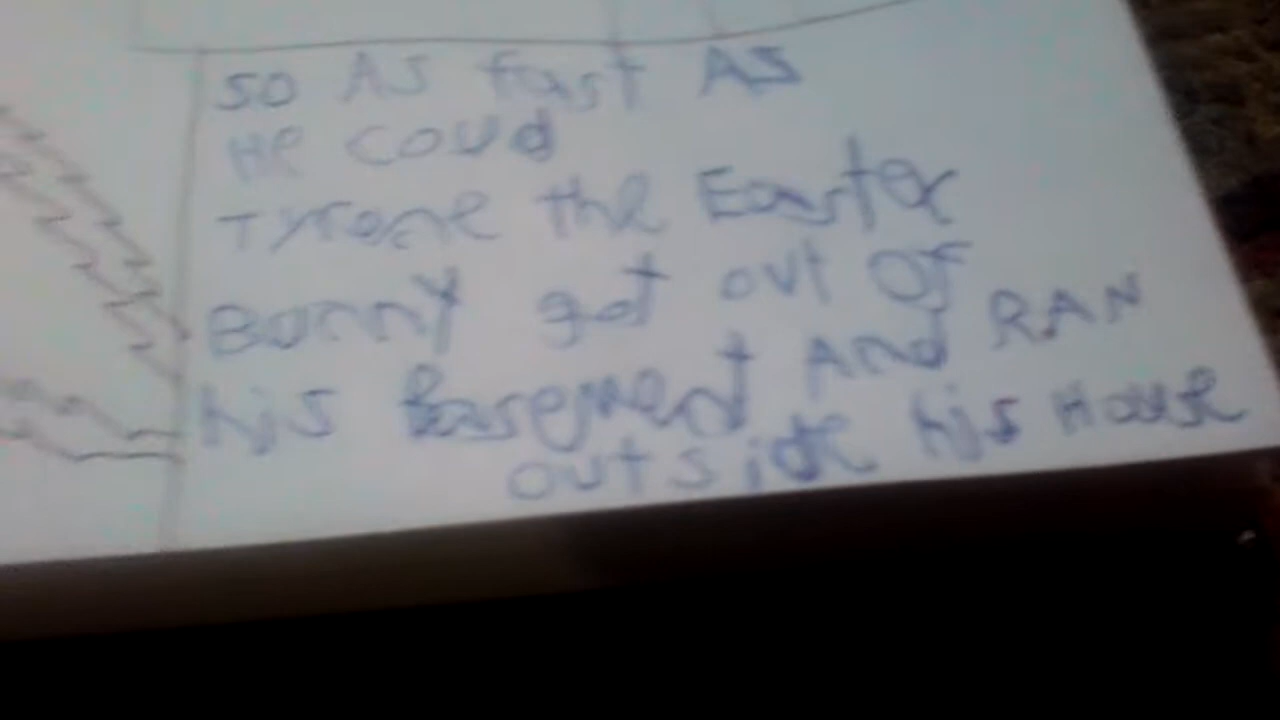 so As fast As
He coud
Tyrone the Easter
Bunny got out Of
his Basement And RAN
outside his House